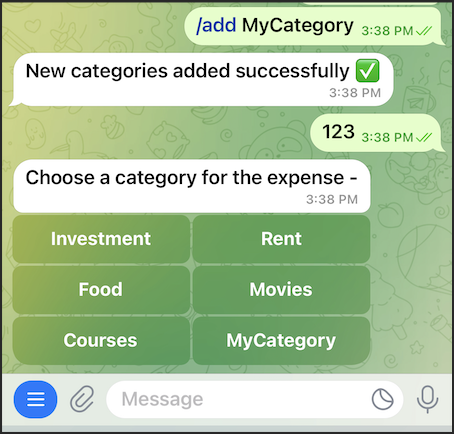 /add MyCategory 3:38 PM
New categories added successfully ✅
3:38 PM
123 3:38 PM
Choose a category for the expense -
3:38 PM
Investment Rent
Food Movies
Courses MyCategory
Message